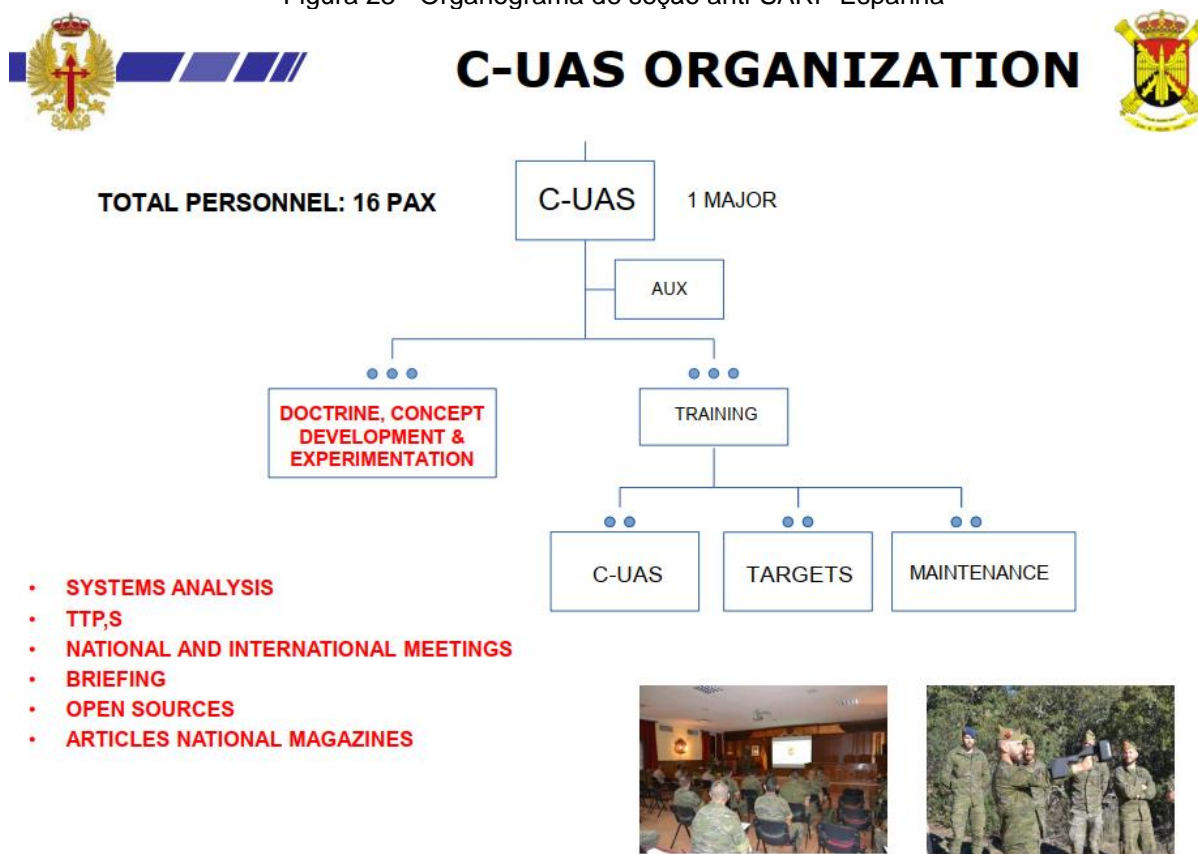 C-UAS ORGANIZATION
TOTAL PERSONNEL: 16 PAX
C-UAS
1 MAJOR
AUX
DOCTRINE, CONCEPT
DEVELOPMENT &
EXPERIMENTATION
TRAINING
C-UAS
TARGETS
MAINTENANCE
• SYSTEMS ANALYSIS
• TTP,S
• NATIONAL AND INTERNATIONAL MEETINGS
• BRIEFING
• OPEN SOURCES
• ARTICLES NATIONAL MAGAZINES